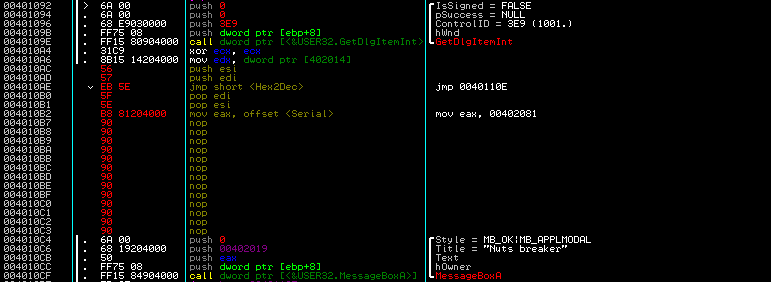 00401092 > 6A 00 push 0 IsSigned = FALSE
00401094 . 6A 00 push 0 pSuccess = NULL
00401096 . 68 E9030000 push 3E9 ControlID = 3E9 (1001.)
0040109B . FF75 08 push dword ptr [ebp+8] hWnd
0040109E . FF15 80904000 call dword ptr [<&USER32.GetDlgItemInt> GetDlgItemInt
004010A4 . 31C9 xor ecx, ecx
004010A6 . 8B15 14204000 mov edx, dword ptr [402014]
004010AC 56 push esi
004010AD 57 push edi
004010AE EB 5E jmp short <Hex2Dec> jmp 0040110E
004010B0 5F pop edi
004010B1 5E pop esi
004010B2 B8 81204000 mov eax, offset <Serial> mov eax, 00402081
004010B7 90 nop
004010B8 90 nop
004010B9 90 nop
004010BA 90 nop
004010BB 90 nop
004010BC 90 nop
004010BD 90 nop
004010BE 90 nop
004010BF 90 nop
004010C0 90 nop
004010C1 90 nop
004010C2 90 nop
004010C3 90 nop
004010C4 . 6A 00 push 0 Style = MB_OK|MB_APPLMODAL
004010C6 . 68 19204000 push 00402019 Title = "Nuts breaker"
004010CB . 50 push eax Text
004010CC . FF75 08 push dword ptr [ebp+8] hOwner
004010CF . FF15 84904000 call dword ptr [<&USER32.MessageBoxA>] MessageBoxA